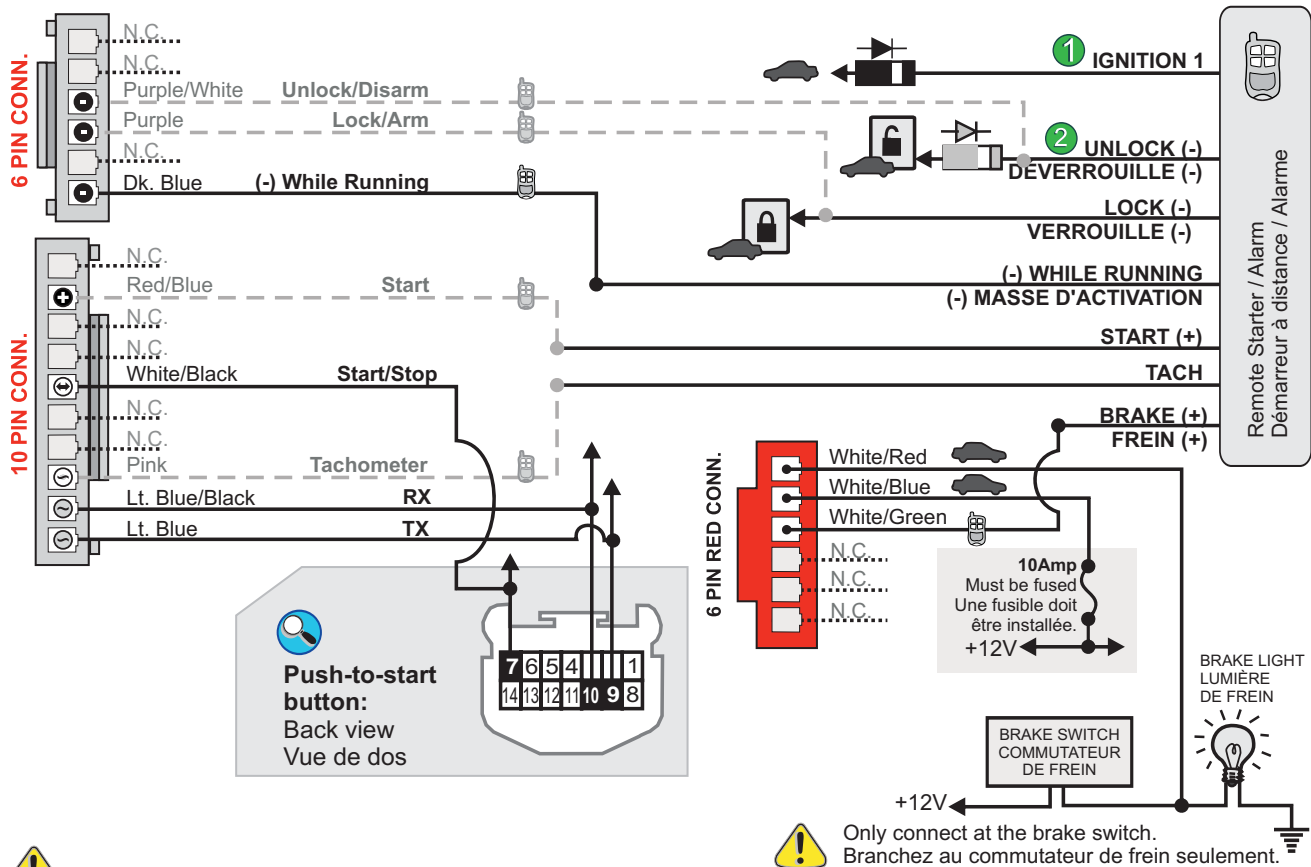 6 PIN CONN.
N.C.
N.C.
Purple/White Unlock/Disarm
Purple Lock/Arm
N.C.
Dk. Blue (-) While Running
10 PIN CONN.
N.C.
Red/Blue Start
N.C.
N.C.
White/Black Start/Stop
N.C.
N.C.
Pink Tachometer
Lt. Blue/Black RX
Lt. Blue TX
1 IGNITION 1
2 UNLOCK (-)
DÉVERROUILLE (-)
LOCK (-)
VERROUILLE (-)
(-) WHILE RUNNING
(-) MASSE D'ACTIVATION
START (+)
TACH
BRAKE (+)
FREIN (+)
Remote Starter / Alarm
Démarreur à distance / Alarme
6 PIN RED CONN.
White/Red
White/Blue
White/Green
N.C.
N.C.
N.C.
10Amp
Must be fused
Une fusible doit
être installée.
+12V
Push-to-start
button:
Back view
Vue de dos
7 6 5 4 1
14 13 12 11 10 9 8
BRAKE LIGHT
LUMIÈRE
DE FREIN
BRAKE SWITCH
COMMUTATEUR
DE FREIN
+12V
Only connect at the brake switch.
Branchez au commutateur de frein seulement.